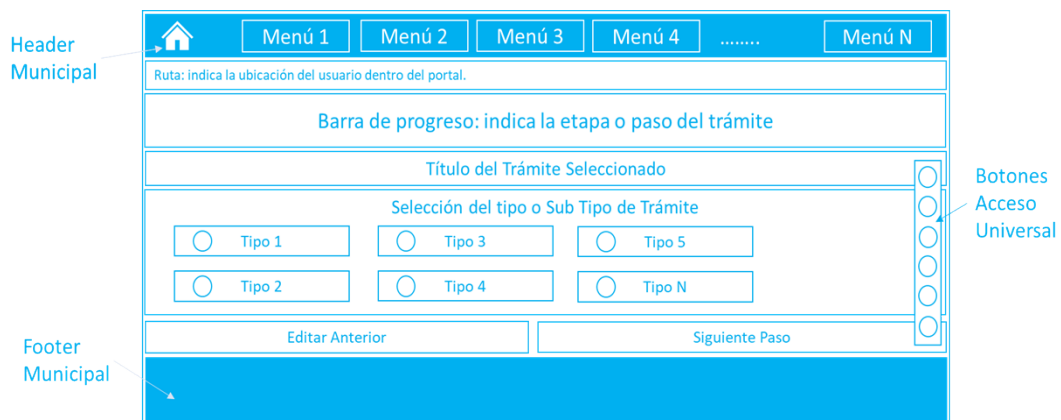 Header
Municipal
Menú 1
Menú 2
Menú 3
Menú 4
........
Menú N
Ruta: indica la ubicación del usuario dentro del portal.
Barra de progreso: indica la etapa o paso del trámite
Título del Trámite Seleccionado
Selección del tipo o Sub Tipo de Trámite
Tipo 1
Tipo 3
Tipo 5
Tipo 2
Tipo 4
Tipo N
Botones
Acceso
Universal
Editar Anterior
Siguiente Paso
Footer
Municipal